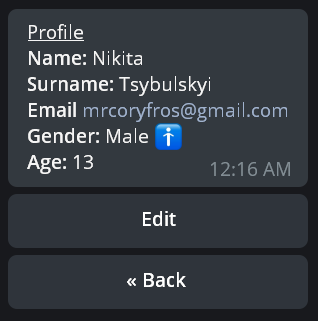 Profile
Name: Nikita
Surname: Tsybulskyi
Email mrcoryfros@gmail.com
Gender: Male
Age: 13
12:16 AM
Edit
« Back